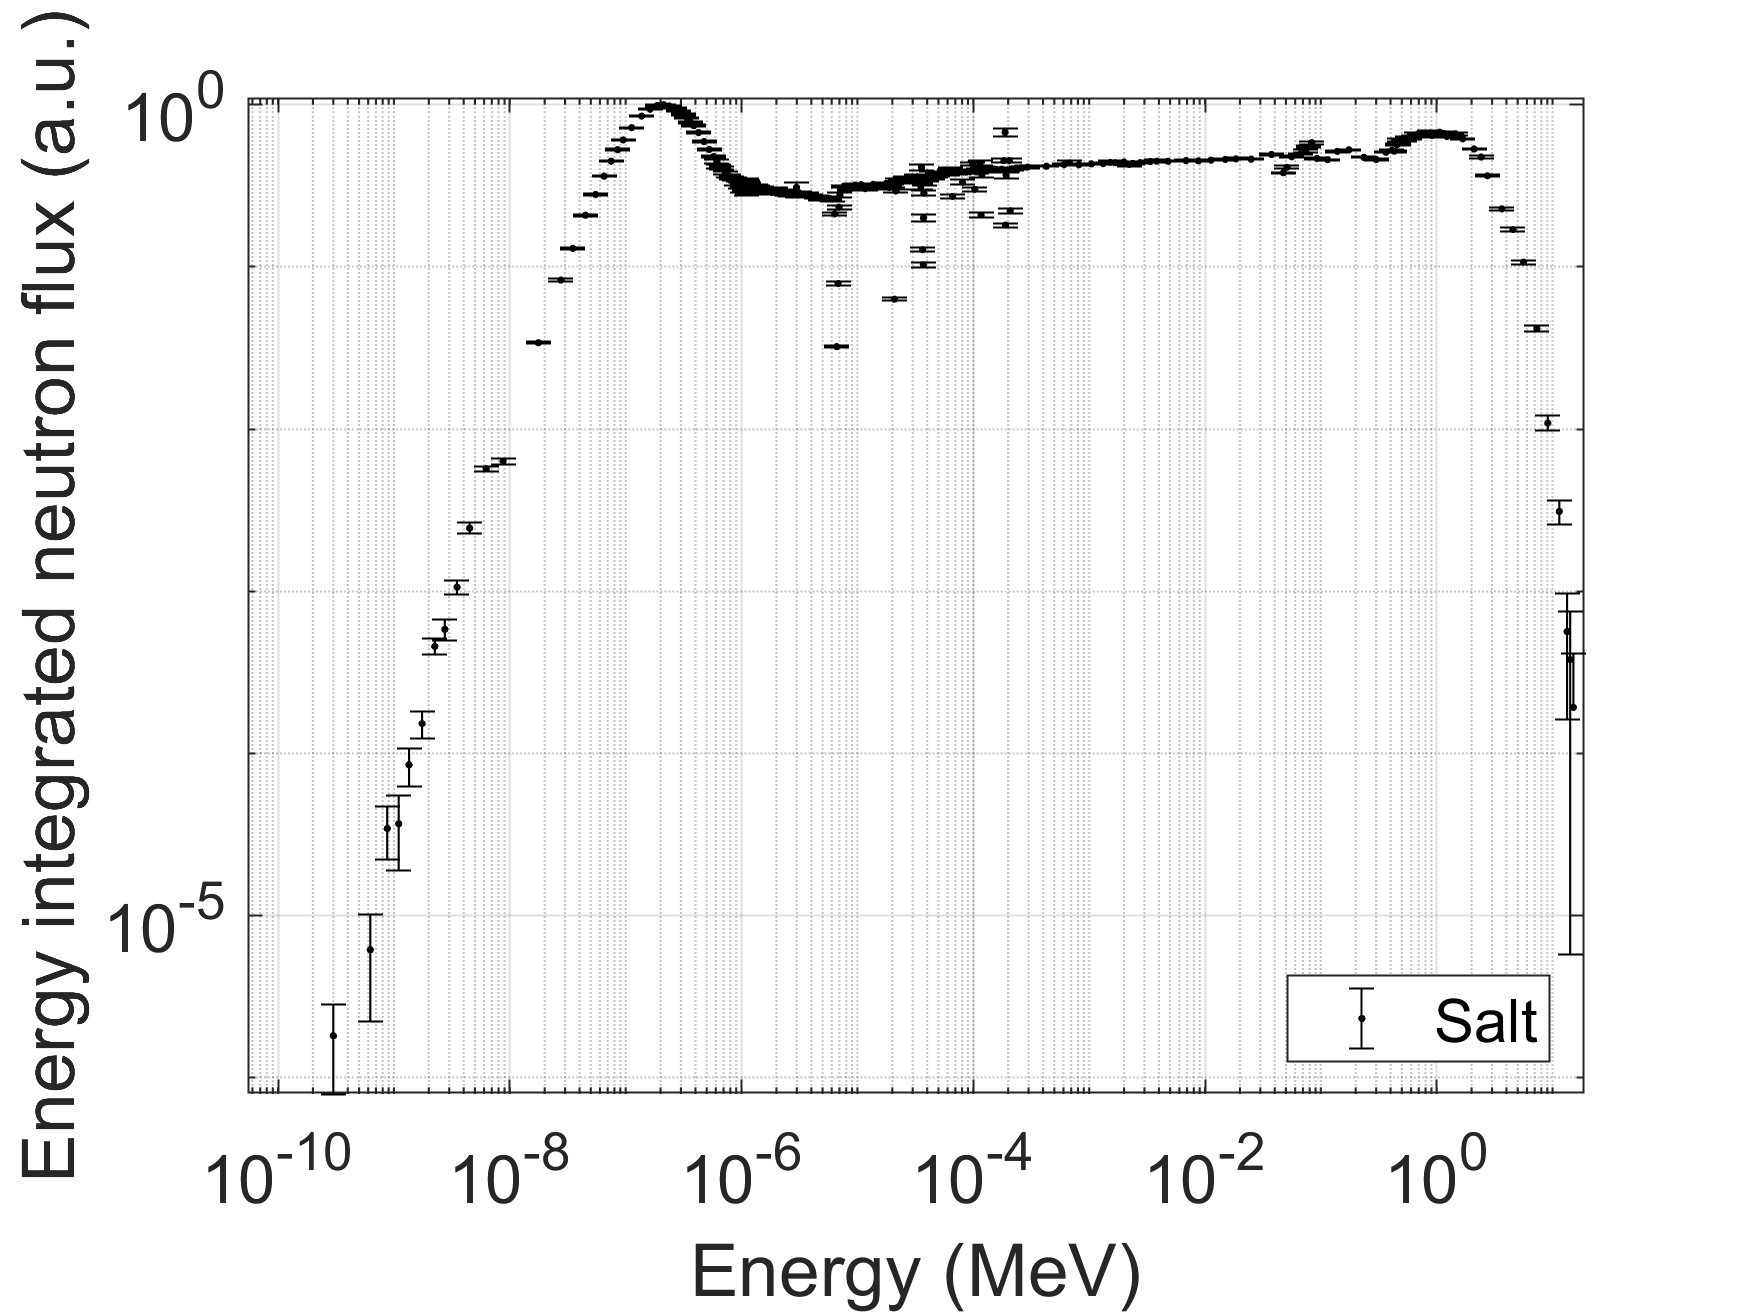 Energy integrated neutron flux (a.u.)
10^0
10^-5
Salt
10^-10 10^-8 10^-6 10^-4 10^-2 10^0
Energy (MeV)